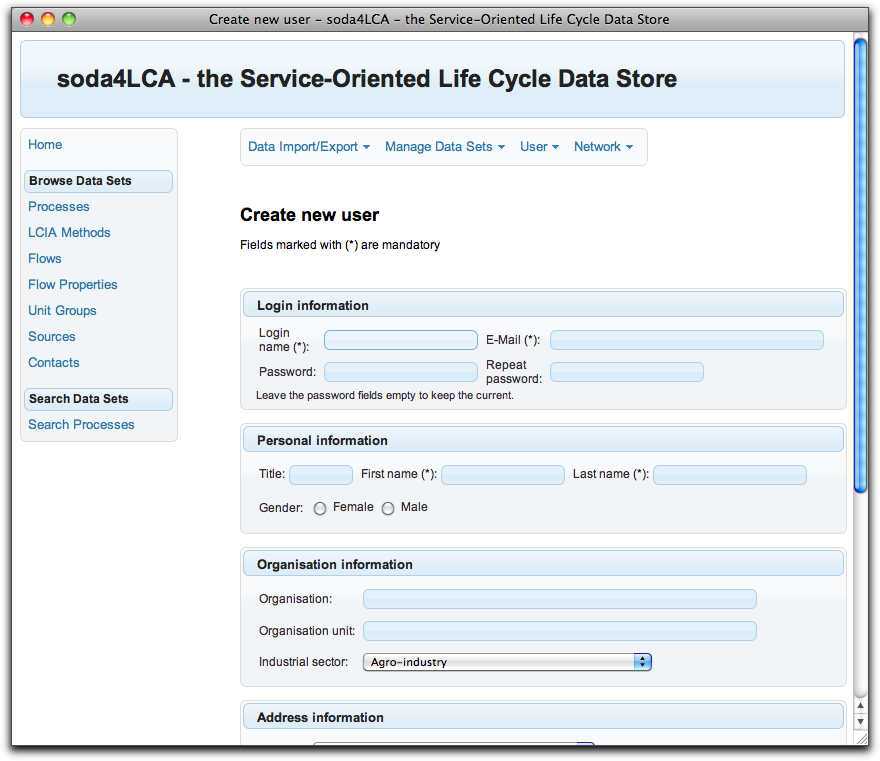 Create new user – soda4LCA – the Service-Oriented Life Cycle Data Store
soda4LCA - the Service-Oriented Life Cycle Data Store
Home
Browse Data Sets
Processes
LCIA Methods
Flows
Flow Properties
Unit Groups
Sources
Contacts
Search Data Sets
Search Processes
Data Import/Export Manage Data Sets User Network
Create new user
Fields marked with (*) are mandatory
Login information
Login name (*): E-Mail (*):
Password: Repeat password:
Leave the password fields empty to keep the current.
Personal information
Title: First name (*): Last name (*):
Gender: Female Male
Organisation information
Organisation:
Organisation unit:
Industrial sector: Agro-industry
Address information